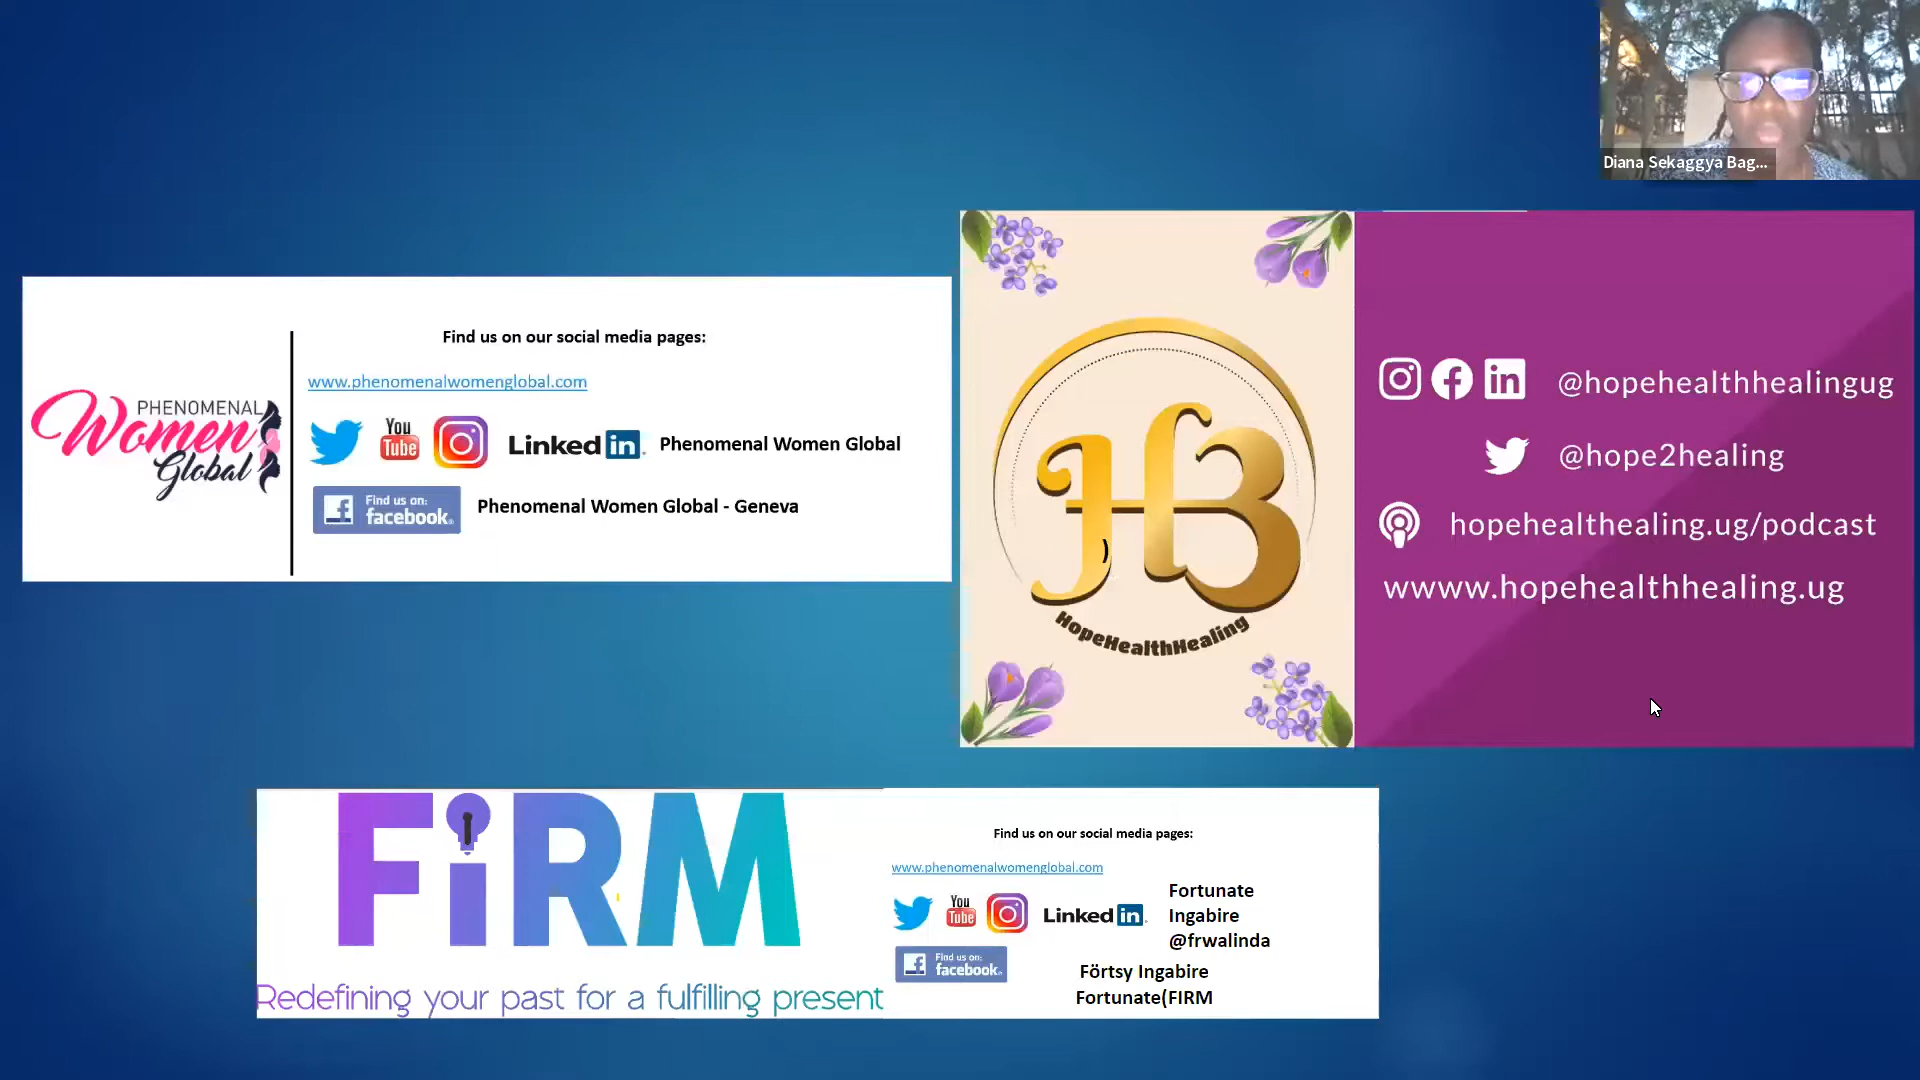 Diana Sekaggya Bag...
Find us on our social media pages:
www.phenomenalwomenglobal.com
PHENOMENAL
Women
Global
You
Tube
Linked in
Phenomenal Women Global
Find us on:
facebook
Phenomenal Women Global - Geneva
HB
)
HopeHealthHealing
@hopehealthhealingug
@hope2healing
hopehealthealing.ug/podcast
wwww.hopehealthhealing.ug
FiRM
Redefining your past for a fulfilling present
Find us on our social media pages:
www.phenomenalwomenglobal.com
You
Tube
Linked in
Fortunate
Ingabire
@frwalinda
Find us on:
facebook
Förtsy Ingabire
Fortunate(FIRM